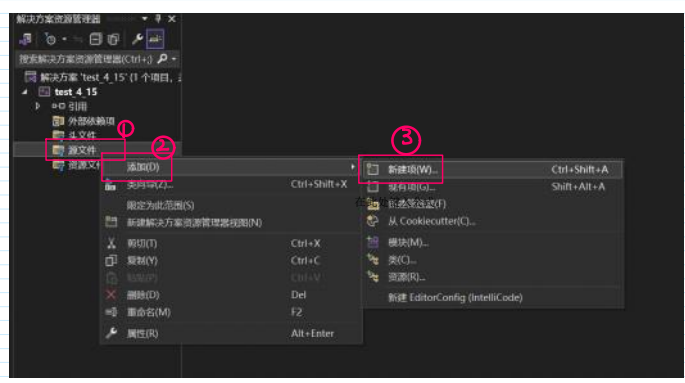 解决方案资源管理器
搜索解决方案资源管理器(Ctrl+;)
解决方案 'test_4_15' (1 个项目,
test_4_15
引用
外部依赖项
头文件
①
源文件
②
③
资源文件
添加(D)
新建项(W)... Ctrl+Shift+A
类向导(Z)... Ctrl+Shift+X
现有项(G)... Shift+Alt+A
限定为此范围(S)
新建解决方案资源管理器视图(N)
从 Cookiecutter(C)...
剪切(T) Ctrl+X
模块(M)...
复制(Y) Ctrl+C
类(C)...
粘贴(P) Ctrl+V
资源(R)...
删除(D) Del
新建 EditorConfig (IntelliCode)
重命名(M) F2
属性(R) Alt+Enter